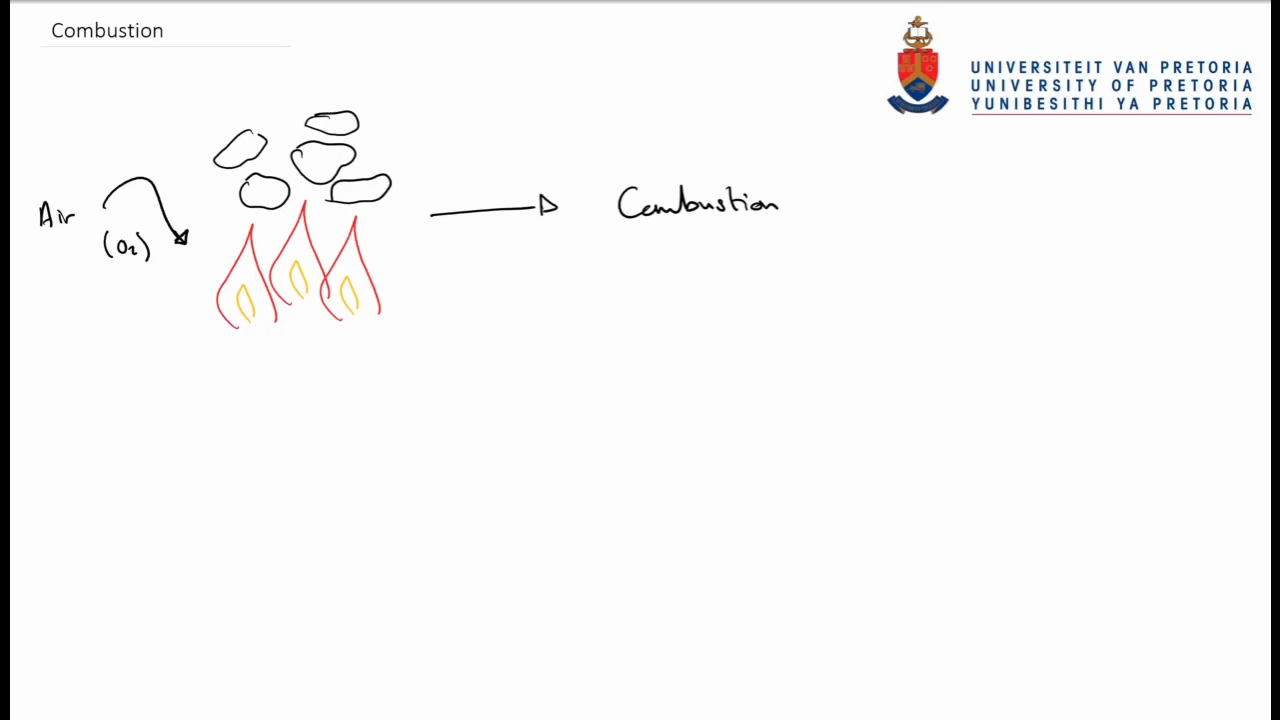 Combustion
UNIVERSITEIT VAN PRETORIA
UNIVERSITY OF PRETORIA
YUNIBESITHI YA PRETORIA
Air
(O₂)
Combustion